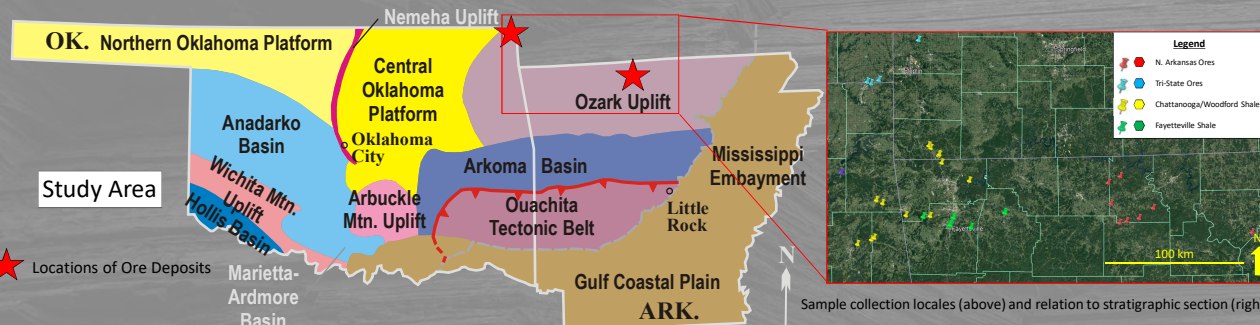 Nemeha Uplift
OK. Northern Oklahoma Platform
Central
Oklahoma
Platform
Ozark Uplift
Anadarko
Basin
Oklahoma
City
Arkoma Basin
Mississippi
Embayment
Study Area
Wichita Mtn.
Uplift
Hollis Basin
Arbuckle
Mtn. Uplift
Ouachita
Tectonic Belt
Little
Rock
Locations of Ore Deposits
Marietta-
Ardmore
Basin
Gulf Coastal Plain
ARK.
N
Legend
N. Arkansas Ores
Tri-State Ores
Chattanooga/Woodford Shale
Fayetteville Shale
Springfield
Joplin
Fayetteville
100 km
Sample collection locales (above) and relation to stratigraphic section (righ